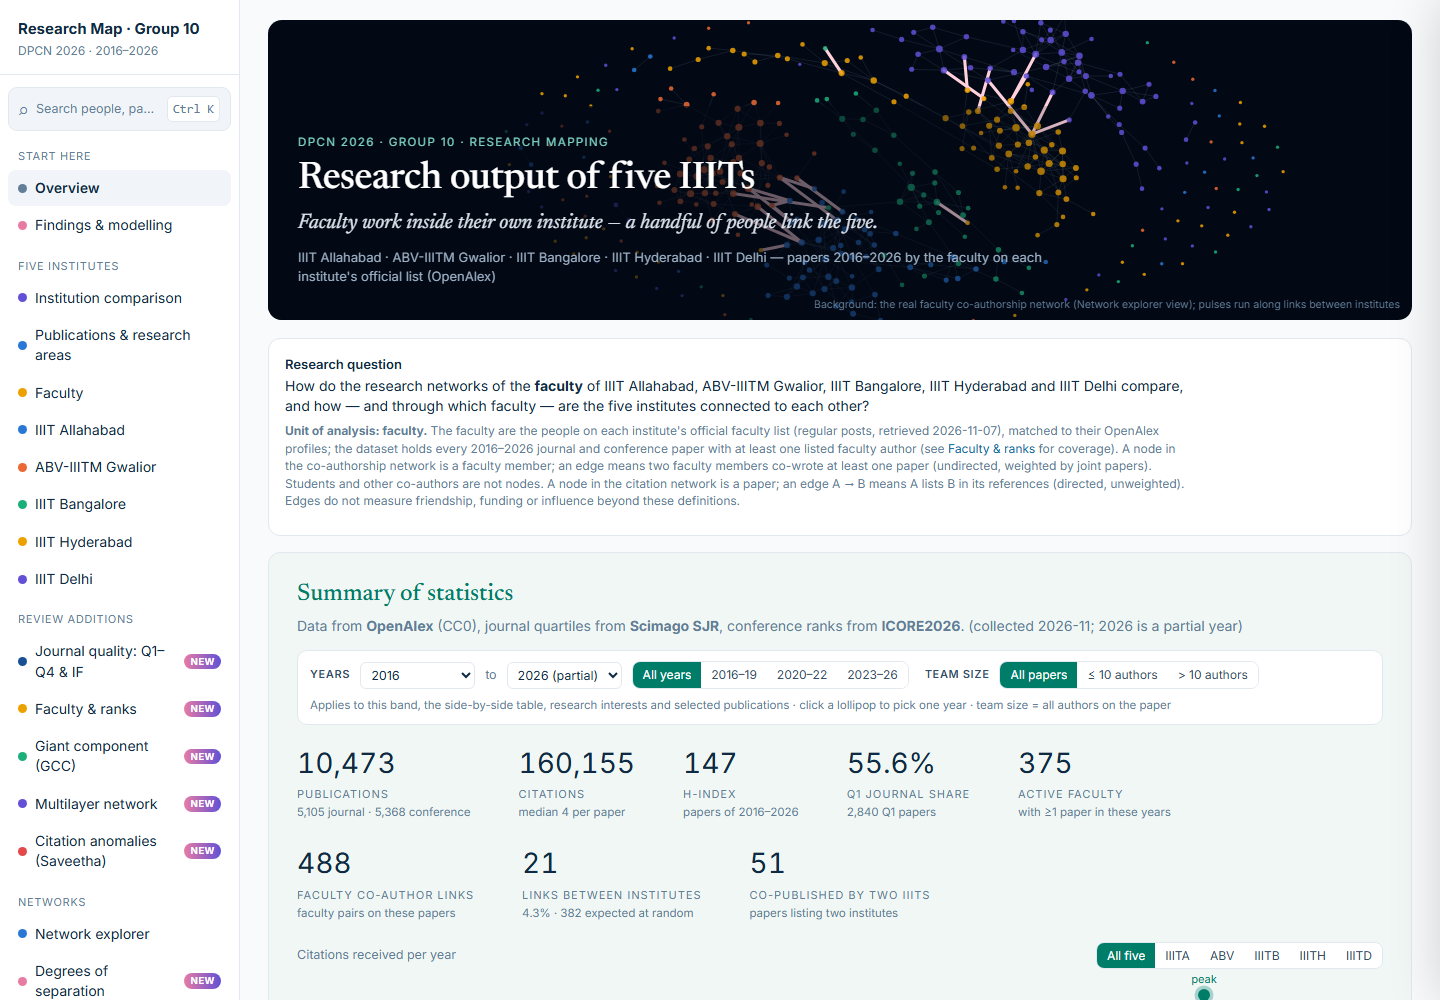 Research Map · Group 10
DPCN 2026 · 2016–2026
Search people, pa... Ctrl K
START HERE
Overview
Findings & modelling
FIVE INSTITUTES
Institution comparison
Publications & research
areas
Faculty
IIIT Allahabad
ABV-IIITM Gwalior
IIIT Bangalore
IIIT Hyderabad
IIIT Delhi
REVIEW ADDITIONS
Journal quality: Q1–
Q4 & IF
NEW
Faculty & ranks NEW
Giant component
(GCC)
NEW
Multilayer network NEW
Citation anomalies
(Saveetha)
NEW
NETWORKS
Network explorer
Degrees of
separation
NEW
DPCN 2026 · GROUP 10 · RESEARCH MAPPING
Research output of five IIITs
Faculty work inside their own institute — a handful of people link the five.
IIIT Allahabad · ABV-IIITM Gwalior · IIIT Bangalore · IIIT Hyderabad · IIIT Delhi — papers 2016–2026 by the faculty on each
institute's official list (OpenAlex)
Background: the real faculty co-authorship network (Network explorer view); pulses run along links between institutes
Research question
How do the research networks of the faculty of IIIT Allahabad, ABV-IIITM Gwalior, IIIT Bangalore, IIIT Hyderabad and IIIT Delhi compare,
and how — and through which faculty — are the five institutes connected to each other?
Unit of analysis: faculty. The faculty are the people on each institute's official faculty list (regular posts, retrieved 2026-11-07), matched to their OpenAlex
profiles; the dataset holds every 2016–2026 journal and conference paper with at least one listed faculty author (see Faculty & ranks for coverage). A node in
the co-authorship network is a faculty member; an edge means two faculty members co-wrote at least one paper (undirected, weighted by joint papers).
Students and other co-authors are not nodes. A node in the citation network is a paper; an edge A → B means A lists B in its references (directed, unweighted).
Edges do not measure friendship, funding or influence beyond these definitions.
Summary of statistics
Data from OpenAlex (CC0), journal quartiles from Scimago SJR, conference ranks from ICORE2026. (collected 2026-11; 2026 is a partial year)
YEARS 2016 to 2026 (partial) All years 2016–19 2020–22 2023–26 TEAM SIZE All papers ≤ 10 authors > 10 authors
Applies to this band, the side-by-side table, research interests and selected publications · click a lollipop to pick one year · team size = all authors on the paper
10,473 160,155 147 55.6% 375
PUBLICATIONS CITATIONS H-INDEX Q1 JOURNAL SHARE ACTIVE FACULTY
5,105 journal · 5,368 conference median 4 per paper papers of 2016–2026 2,840 Q1 papers with ≥1 paper in these years
488 21 51
FACULTY CO-AUTHOR LINKS LINKS BETWEEN INSTITUTES CO-PUBLISHED BY TWO IIITS
faculty pairs on these papers 4.3% · 382 expected at random papers listing two institutes
Citations received per year All five IIITA ABV IIITB IIITH IIITD
peak